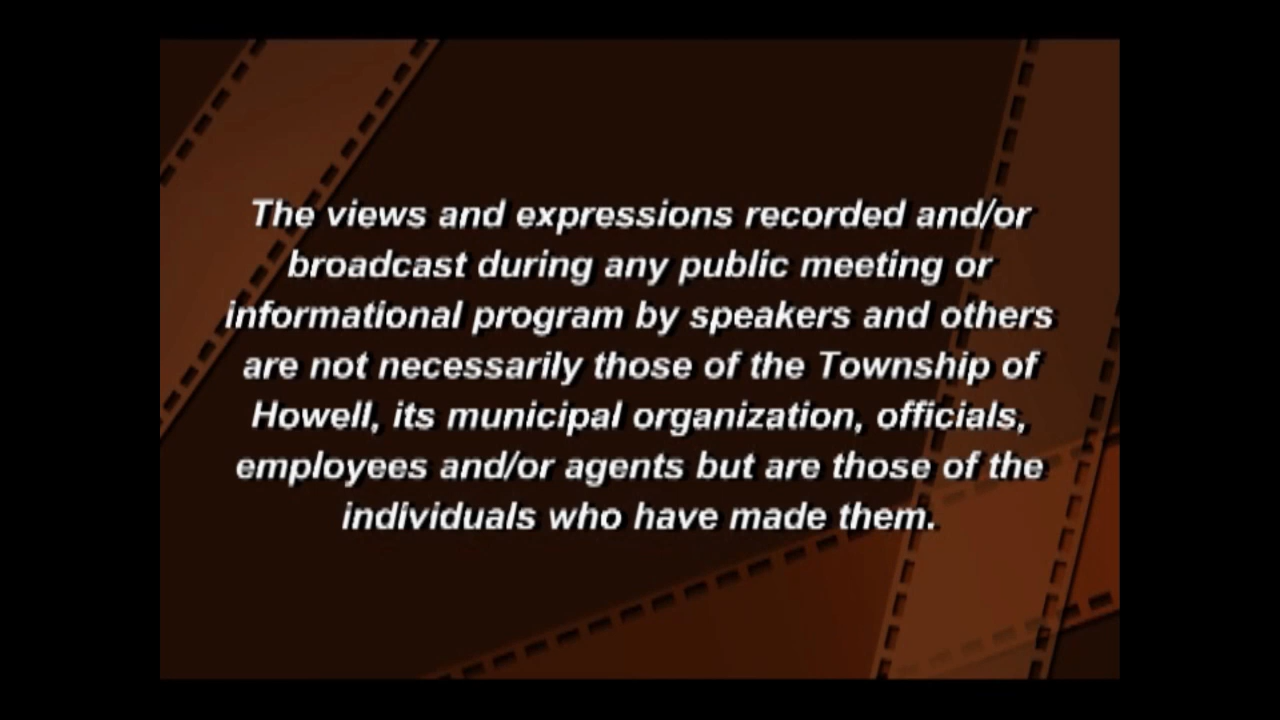 The views and expressions recorded and/or
broadcast during any public meeting or
informational program by speakers and others
are not necessarily those of the Township of
Howell, its municipal organization, officials,
employees and/or agents but are those of the
individuals who have made them.